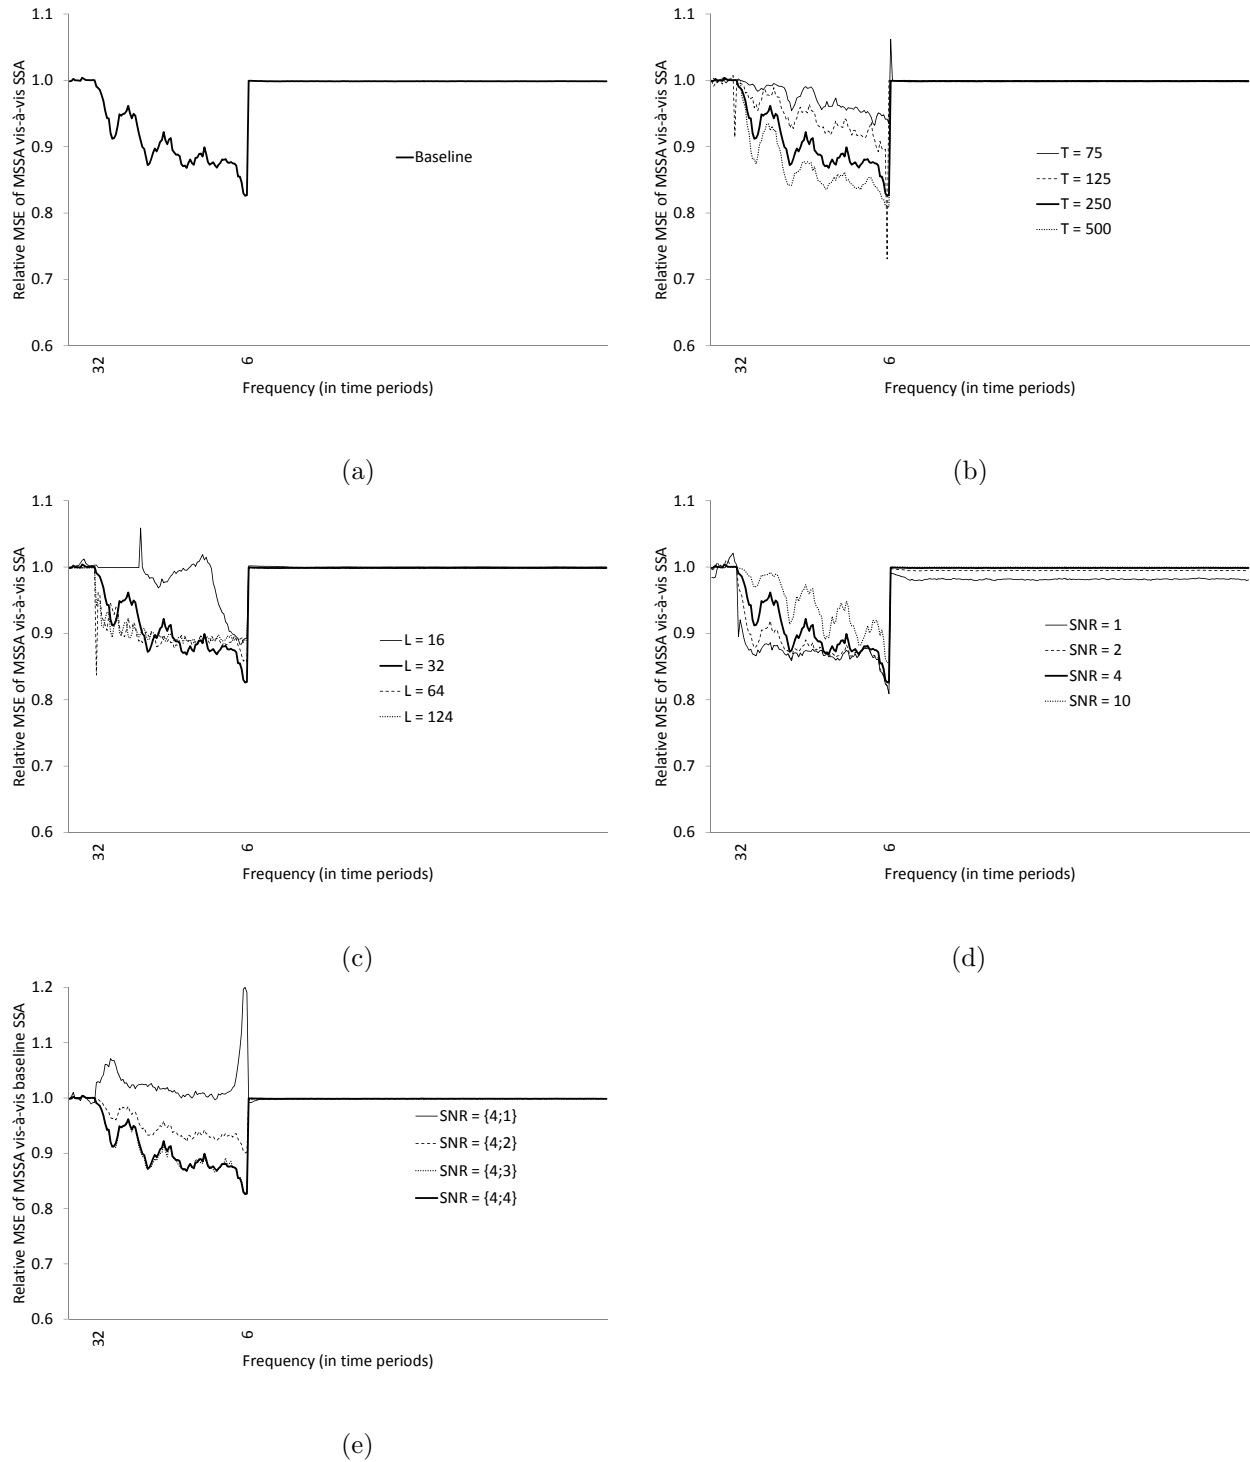 Relative MSE of MSSA vis-à-vis SSA
1.1
1.0
0.9
0.8
0.7
0.6
Baseline
32
6
Frequency (in time periods)
(a)
Relative MSE of MSSA vis-à-vis SSA
1.1
1.0
0.9
0.8
0.7
0.6
T = 75
T = 125
T = 250
T = 500
32
6
Frequency (in time periods)
(b)
Relative MSE of MSSA vis-à-vis SSA
1.1
1.0
0.9
0.8
0.7
0.6
L = 16
L = 32
L = 64
L = 124
32
6
Frequency (in time periods)
(c)
Relative MSE of MSSA vis-à-vis SSA
1.1
1.0
0.9
0.8
0.7
0.6
SNR = 1
SNR = 2
SNR = 4
SNR = 10
32
6
Frequency (in time periods)
(d)
Relative MSE of MSSA vis-à-vis baseline SSA
1.2
1.1
1.0
0.9
0.8
0.7
0.6
SNR = {4;1}
SNR = {4;2}
SNR = {4;3}
SNR = {4;4}
32
6
Frequency (in time periods)
(e)